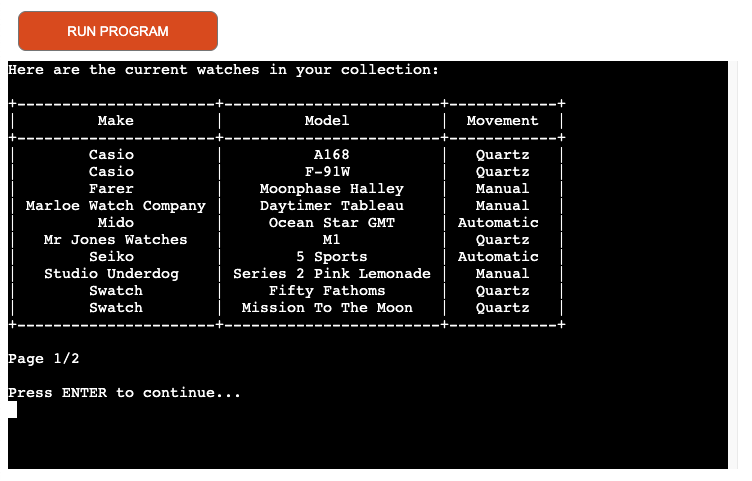 RUN PROGRAM
Here are the current watches in your collection:
+----------------------+------------------------+------------+
| Make | Model | Movement |
+----------------------+------------------------+------------+
| Casio | A168 | Quartz |
| Casio | F-91W | Quartz |
| Farer | Moonphase Halley | Manual |
| Marloe Watch Company | Daytimer Tableau | Manual |
| Mido | Ocean Star GMT | Automatic |
| Mr Jones Watches | M1 | Quartz |
| Seiko | 5 Sports | Automatic |
| Studio Underdog | Series 2 Pink Lemonade | Manual |
| Swatch | Fifty Fathoms | Quartz |
| Swatch | Mission To The Moon | Quartz |
+----------------------+------------------------+------------+
Page 1/2
Press ENTER to continue...